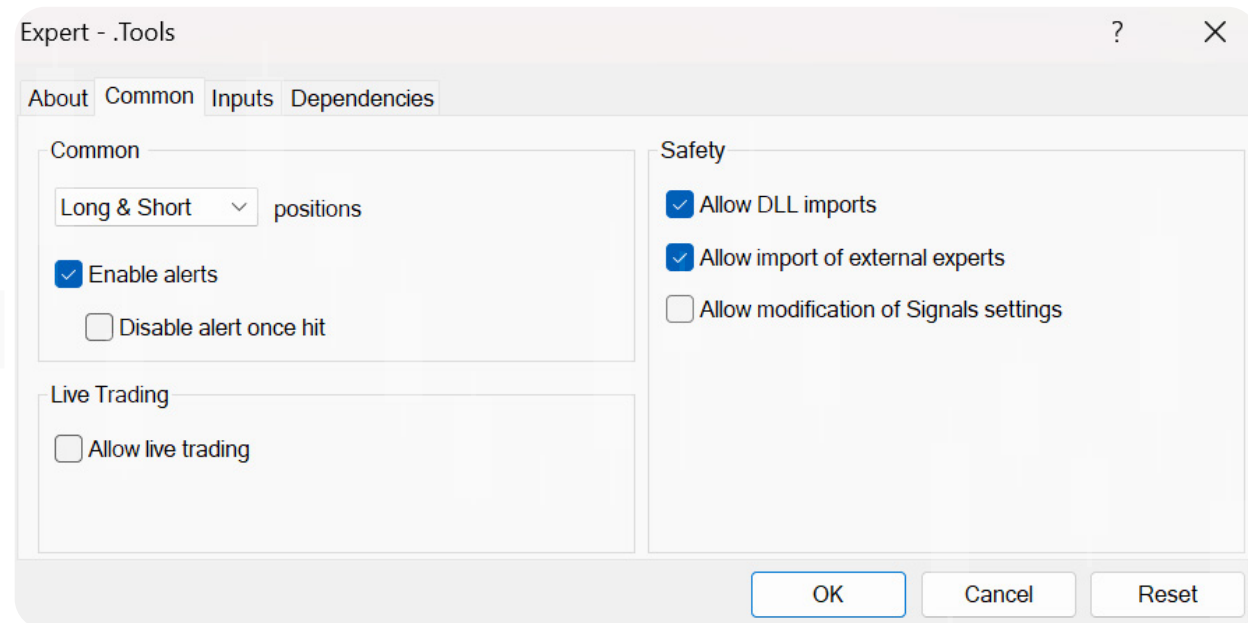 Expert - .Tools
?
About Common Inputs Dependencies
Common
Long & Short positions
Enable alerts
Disable alert once hit
Live Trading
Allow live trading
Safety
Allow DLL imports
Allow import of external experts
Allow modification of Signals settings
OK Cancel Reset